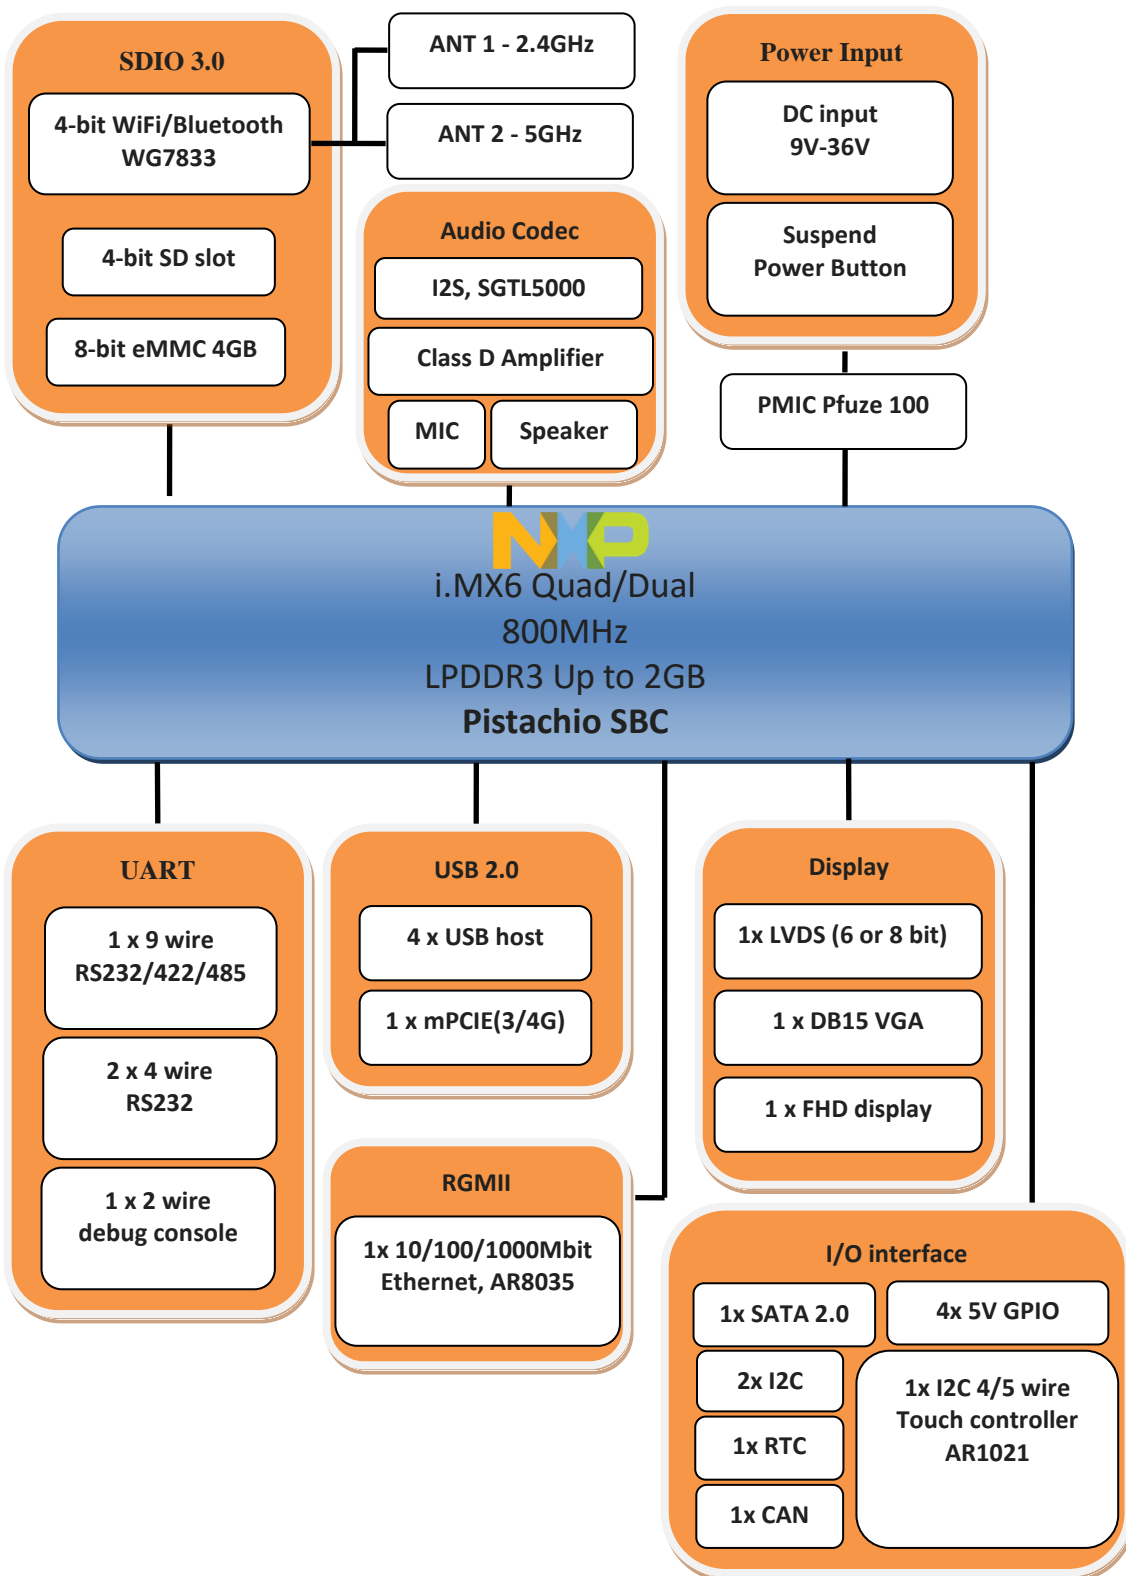 SDIO 3.0
4-bit WiFi/Bluetooth
WG7833
4-bit SD slot
8-bit eMMC 4GB
ANT 1 - 2.4GHz
ANT 2 - 5GHz
Audio Codec
I2S, SGTL5000
Class D Amplifier
MIC
Speaker
Power Input
DC input
9V-36V
Suspend
Power Button
PMIC Pfuze 100
NXP
i.MX6 Quad/Dual
800MHz
LPDDR3 Up to 2GB
Pistachio SBC
UART
1 x 9 wire
RS232/422/485
2 x 4 wire
RS232
1 x 2 wire
debug console
USB 2.0
4 x USB host
1 x mPCIE(3/4G)
RGMII
1x 10/100/1000Mbit
Ethernet, AR8035
Display
1x LVDS (6 or 8 bit)
1 x DB15 VGA
1 x FHD display
I/O interface
1x SATA 2.0
4x 5V GPIO
2x I2C
1x RTC
1x CAN
1x I2C 4/5 wire
Touch controller
AR1021